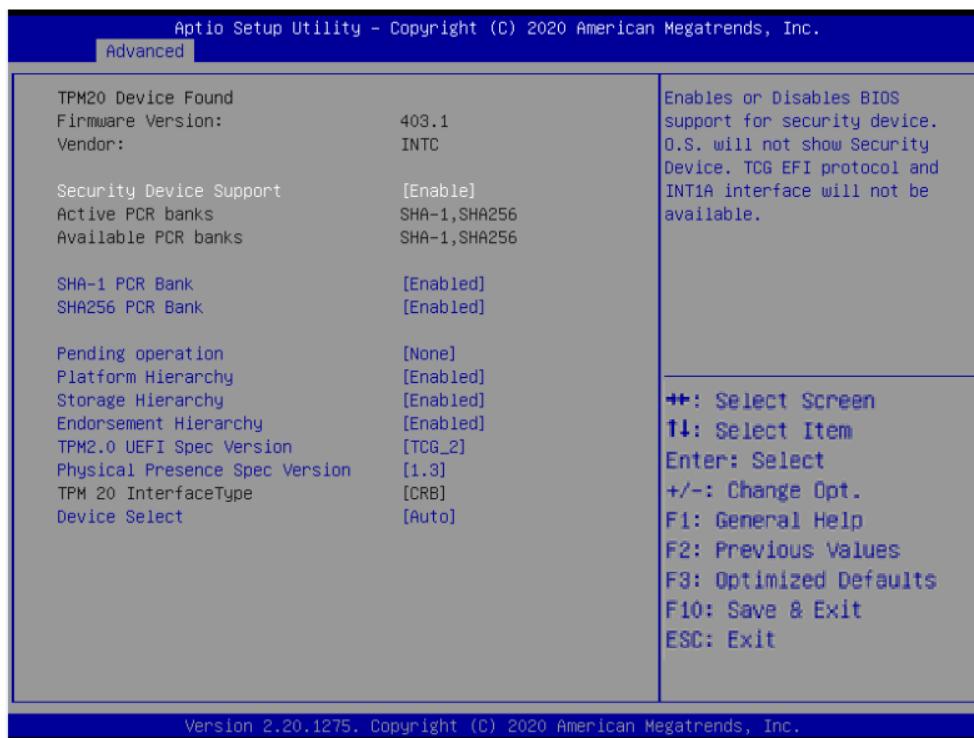 Aptio Setup Utility – Copyright (C) 2020 American Megatrends, Inc.
Advanced
TPM20 Device Found
Firmware Version: 403.1
Vendor: INTC
Security Device Support [Enable]
Active PCR banks SHA-1,SHA256
Available PCR banks SHA-1,SHA256
SHA-1 PCR Bank [Enabled]
SHA256 PCR Bank [Enabled]
Pending operation [None]
Platform Hierarchy [Enabled]
Storage Hierarchy [Enabled]
Endorsement Hierarchy [Enabled]
TPM2.0 UEFI Spec Version [TCG_2]
Physical Presence Spec Version [1.3]
TPM 20 InterfaceType [CRB]
Device Select [Auto]
Enables or Disables BIOS
support for security device.
O.S. will not show Security
Device. TCG EFI protocol and
INT1A interface will not be
available.
→←: Select Screen
↑↓: Select Item
Enter: Select
+/-: Change Opt.
F1: General Help
F2: Previous Values
F3: Optimized Defaults
F10: Save & Exit
ESC: Exit
Version 2.20.1275. Copyright (C) 2020 American Megatrends, Inc.